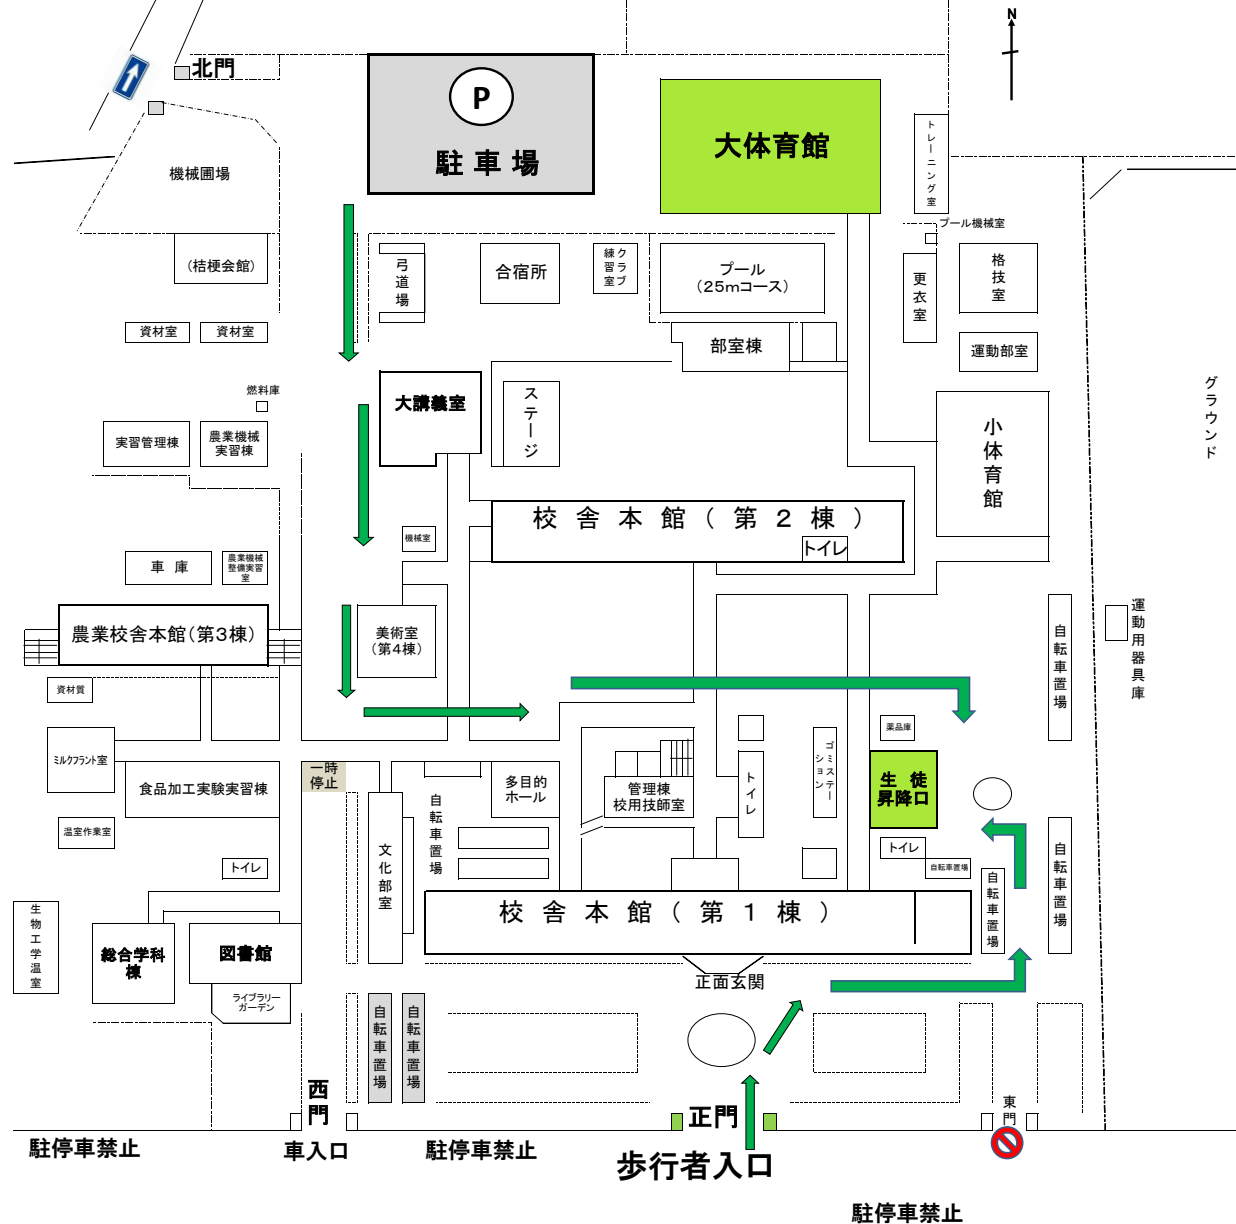 N
北門
P
駐車場
大体育館
トレーニング室
機械圃場
プール機械室
（桔梗会館）
弓道場
合宿所
クラブ
練習室
プール
（25mコース）
更衣室
格技室
資材室
資材室
部室棟
運動部室
燃料庫
大講義室
ステージ
グラウンド
実習管理棟
農業機械
実習棟
小体育館
校舎本館（第２棟）
トイレ
機械室
車庫
農業機械
整備実習
室
農業校舎本館（第３棟）
美術室
（第4棟）
自転車置場
運動用器具庫
資材質
薬品庫
ミルクプラント室
食品加工実験実習棟
一時
停止
自転車置場
多目的
ホール
管理棟
校用技師室
トイレ
ゴミステー
ション
生徒
昇降口
温室作業室
トイレ
文化部室
トイレ
自転車置場
自転車置場
自転車置場
生物工学温室
総合学科
棟
図書館
校舎本館（第１棟）
正面玄関
ライブラリー
ガーデン
自転車置場
自転車置場
西門
正門
東門
駐停車禁止
車入口
駐停車禁止
歩行者入口
駐停車禁止